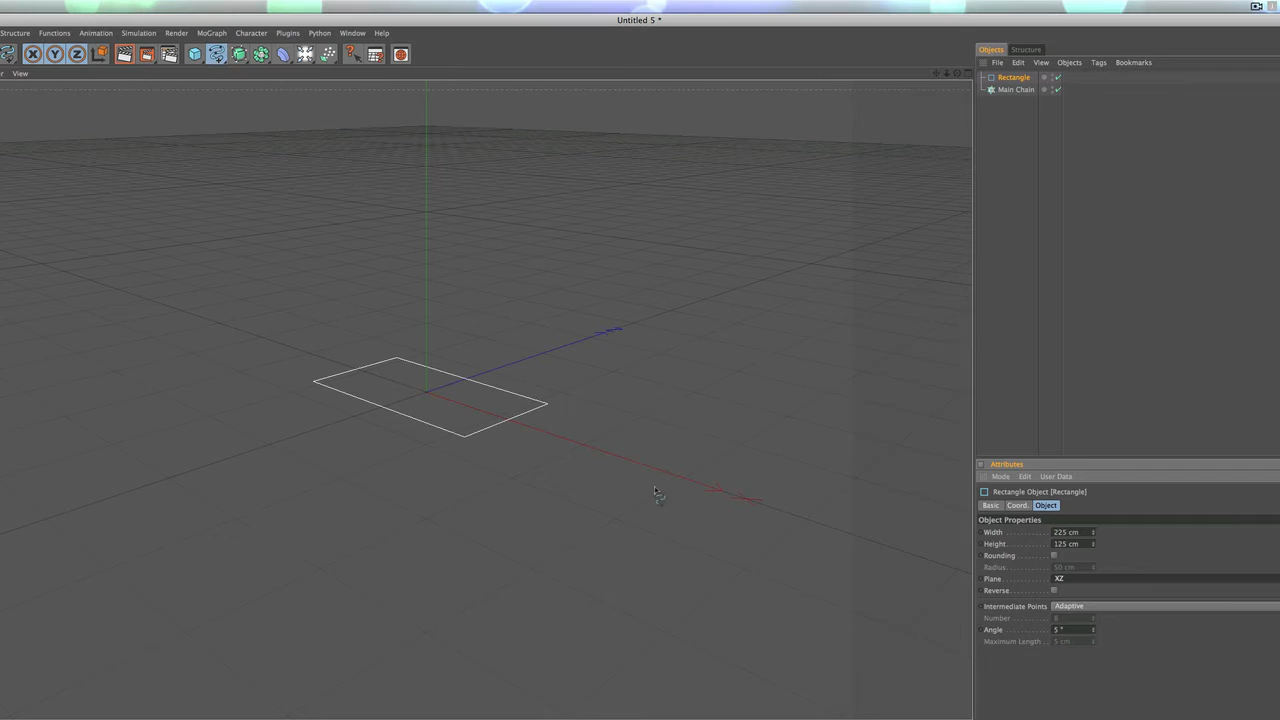 Untitled 5 *
Structure Functions Animation Simulation Render MoGraph Character Plugins Python Window Help
X Y Z
View
Objects Structure
File Edit View Objects Tags Bookmarks
Rectangle
Main Chain
Attributes
Mode Edit User Data
Rectangle Object [Rectangle]
Basic Coord. Object
Object Properties
Width 225 cm
Height 125 cm
Rounding
Radius 50 cm
Plane XZ
Reverse
Intermediate Points Adaptive
Number 8
Angle 5 °
Maximum Length 5 cm